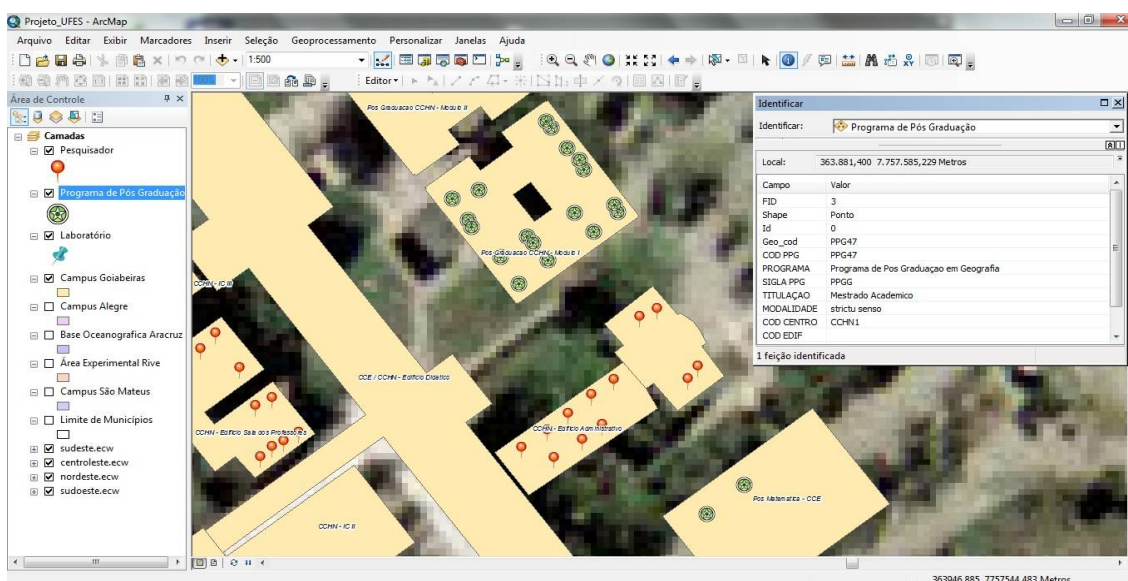 Projeto_UFES - ArcMap
Arquivo Editar Exibir Marcadores Inserir Seleção Geoprocessamento Personalizar Janelas Ajuda
1:500
100%
Editor
Área de Controle
Camadas
Pesquisador
Programa de Pós Graduação
Laboratório
Campus Goiabeiras
Campus Alegre
Base Oceanografica Aracruz
Área Experimental Rive
Campus São Mateus
Limite de Municípios
sudeste.ecw
centroleste.ecw
nordeste.ecw
sudoeste.ecw
Pos Graduacao CCHN - Modulo II
Pos-Graduacao CCHN - Modulo I
CCHN - IC III
CCE / CCHN - Edificio Didatico
CCHN - Edificio Sala dos Professores
CCHN - Edificio Administrativo
Pos Matematica - CCE
CCHN - IC II
Identificar
Identificar: Programa de Pós Graduação
Local: 363.881,400 7.757.585,229 Metros
Campo Valor
FID 3
Shape Ponto
Id 0
Geo_cod PPG47
COD PPG PPG47
PROGRAMA Programa de Pos Graduaçao em Geografia
SIGLA PPG PPGG
TITULAÇAO Mestrado Academico
MODALIDADE strictu senso
COD CENTRO CCHN1
COD EDIF
1 feição identificada
363946,885 7757544,483 Metros